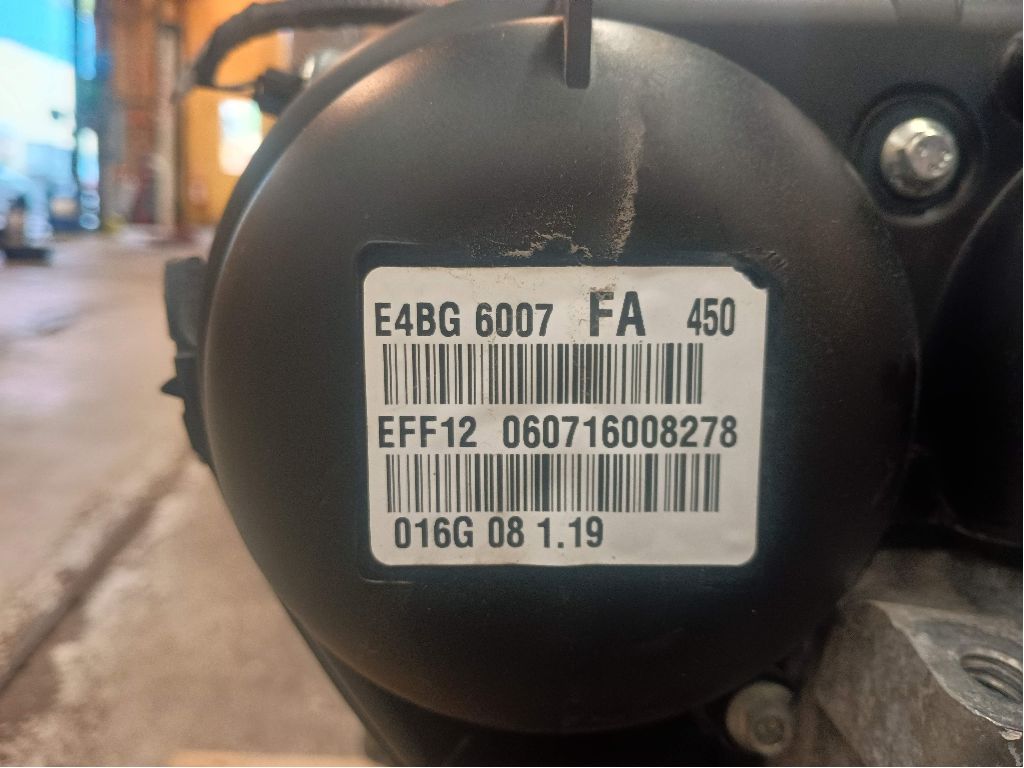 E4BG 6007 FA 450
EFF12 060716008278
016G 08 1.19